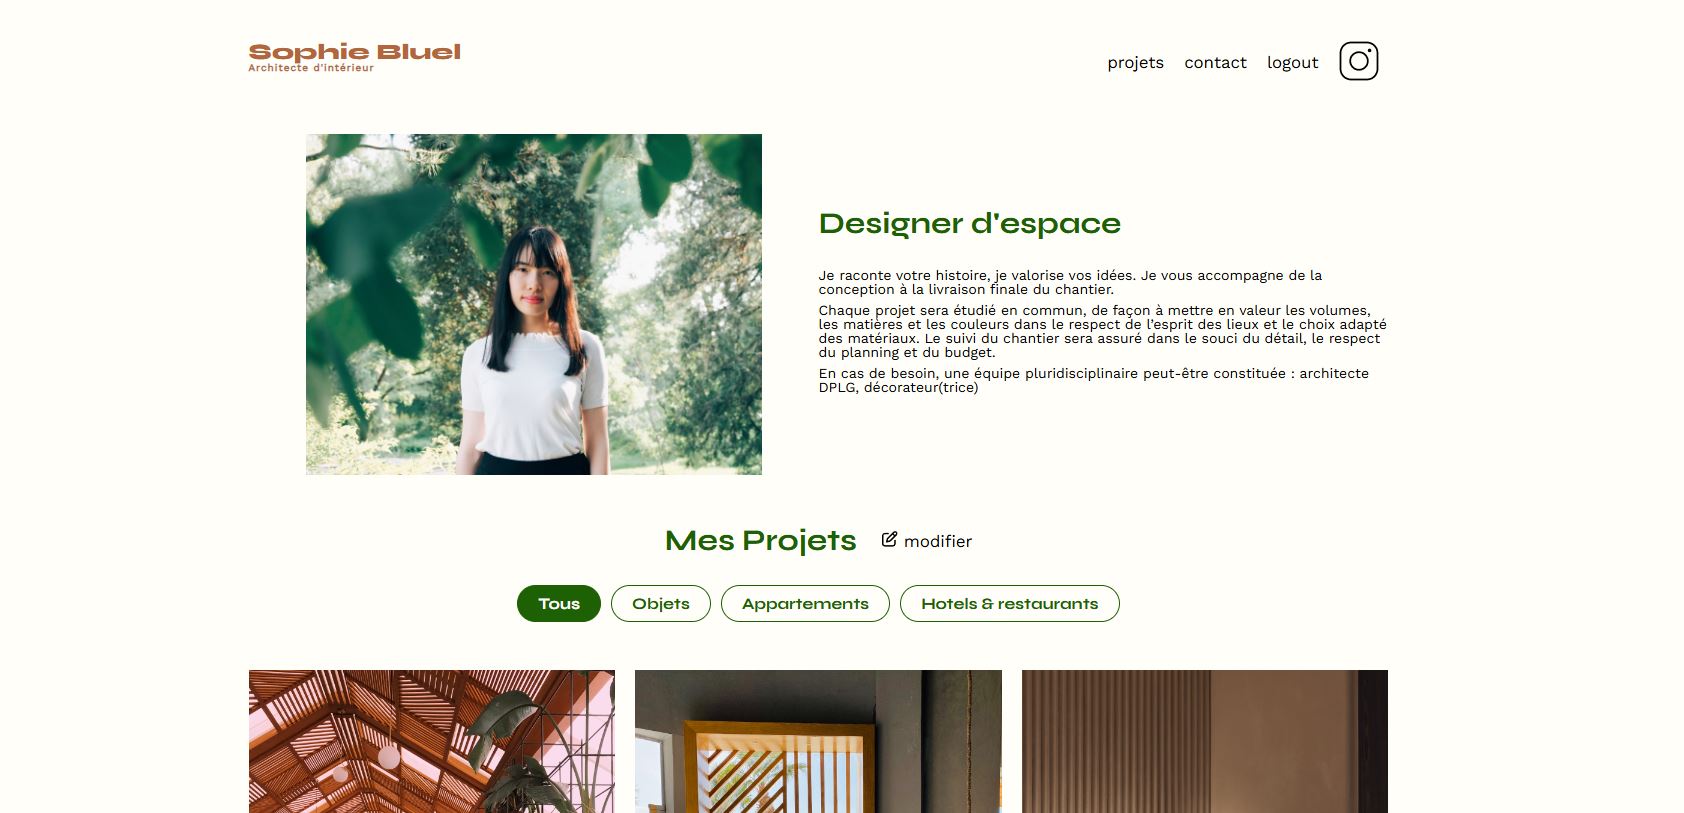 Sophie Bluel
Architecte d'intérieur
projets
contact
logout
Designer d'espace
Je raconte votre histoire, je valorise vos idées. Je vous accompagne de la
conception à la livraison finale du chantier.
Chaque projet sera étudié en commun, de façon à mettre en valeur les volumes,
les matières et les couleurs dans le respect de l’esprit des lieux et le choix adapté
des matériaux. Le suivi du chantier sera assuré dans le souci du détail, le respect
du planning et du budget.
En cas de besoin, une équipe pluridisciplinaire peut-être constituée : architecte
DPLG, décorateur(trice)
Mes Projets
modifier
Tous
Objets
Appartements
Hotels & restaurants